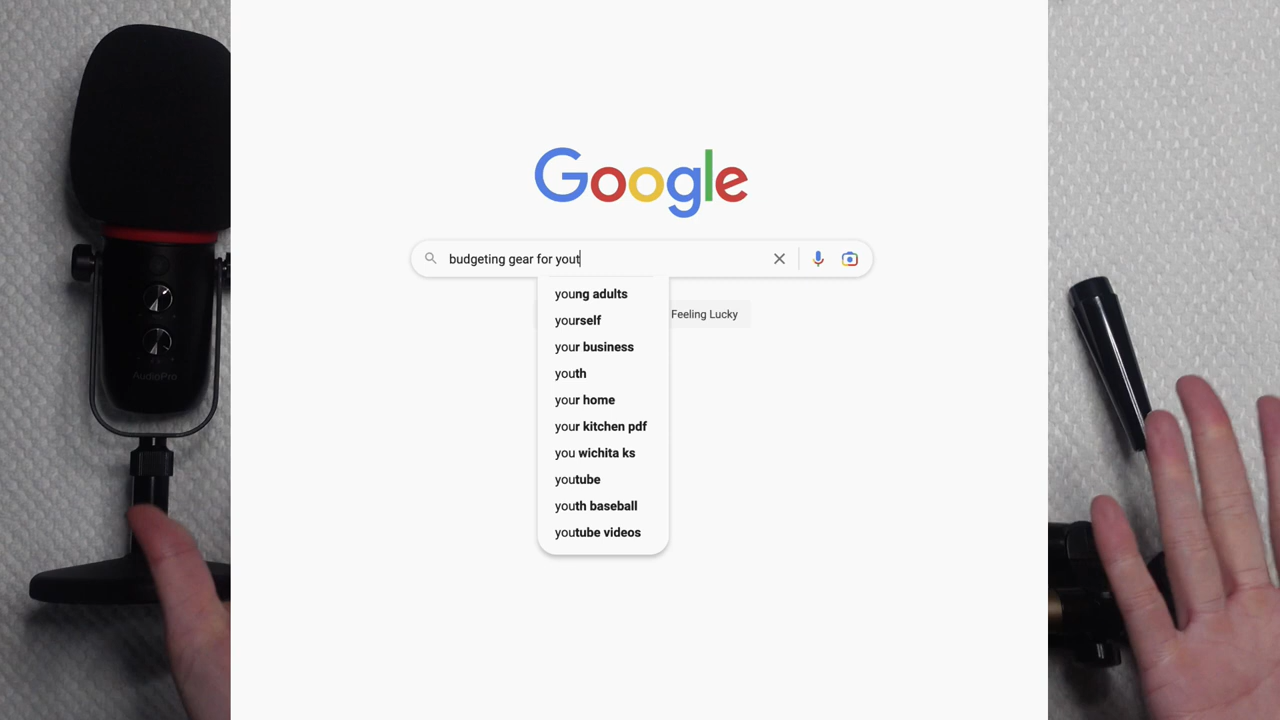 Google
budgeting gear for yout
young adults
Feeling Lucky
yourself
your business
youth
your home
your kitchen pdf
you wichita ks
youtube
youth baseball
youtube videos
AudioPro